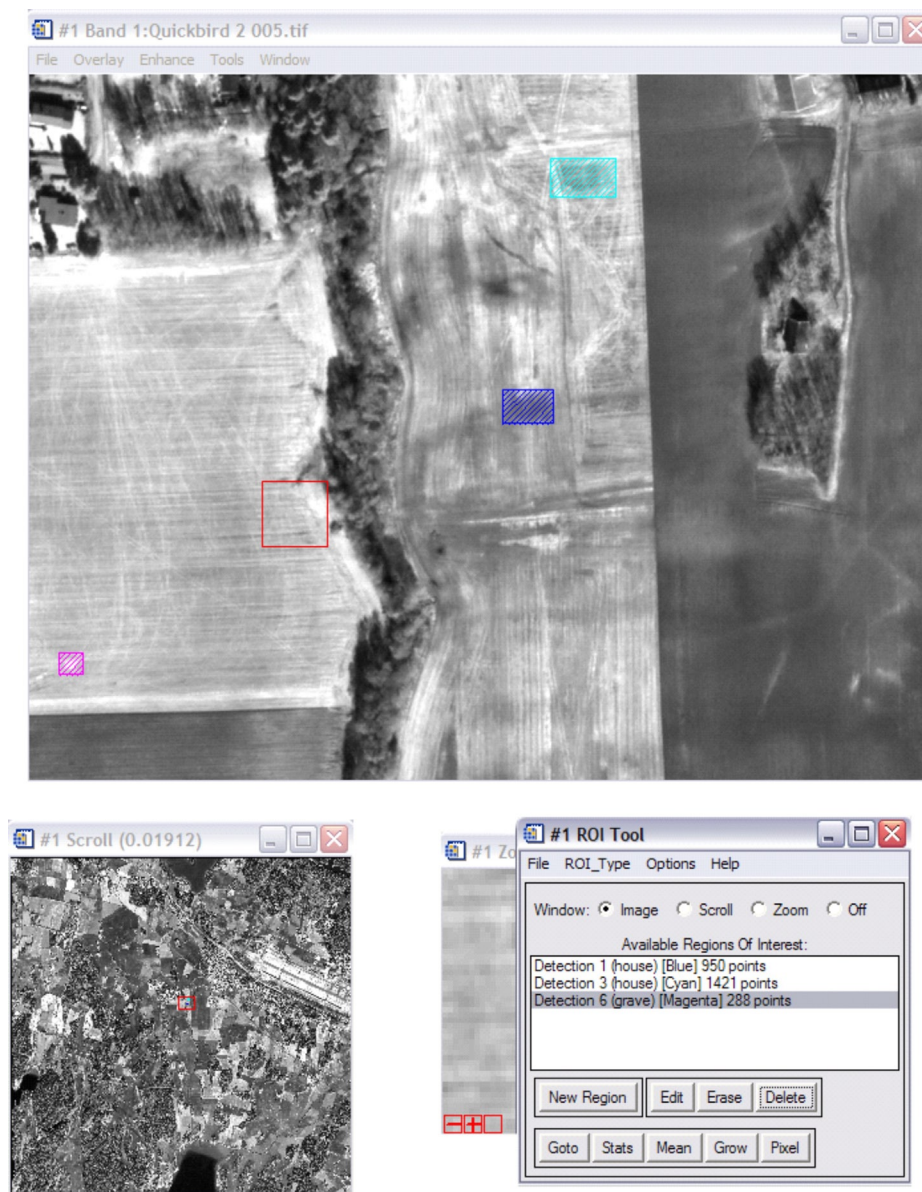 #1 Band 1:Quickbird 2 005.tif
File Overlay Enhance Tools Window
#1 Scroll (0.01912)
#1 Zo
#1 ROI Tool
File ROI_Type Options Help
Window: Image Scroll Zoom Off
Available Regions Of Interest:
Detection 1 (house) [Blue] 950 points
Detection 3 (house) [Cyan] 1421 points
Detection 6 (grave) [Magenta] 288 points
New Region Edit Erase Delete
Goto Stats Mean Grow Pixel